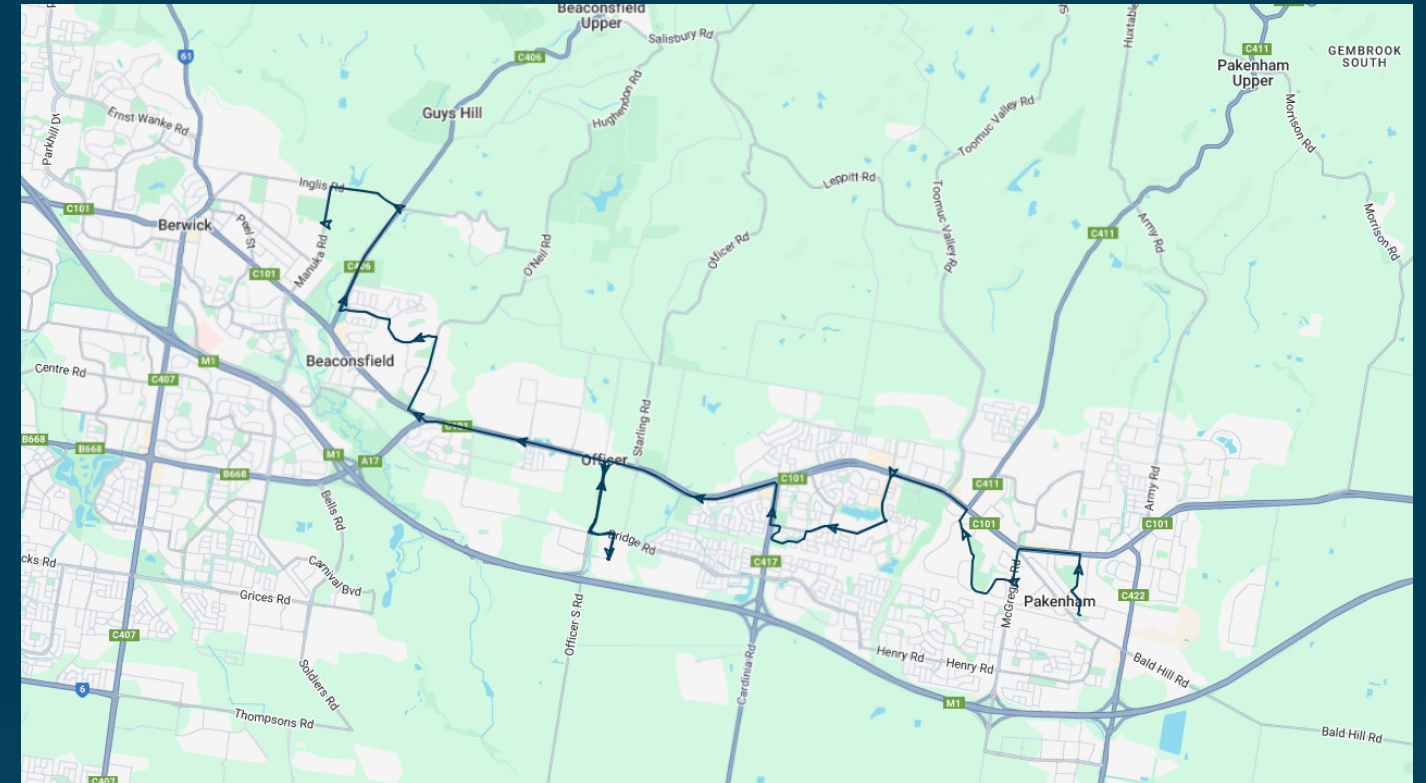 Beaconsfield
Upper
Salisbury Rd
C411
C406
61
Pakenham
Upper
GEMBROOK
SOUTH
Huxtable
Hughendon Rd
Guys Hill
Ernst Wanke Rd
Parkhill Dr
Toomuc Valley Rd
Morrison Rd
Inglis Rd
Leppitt Rd
Toomuc Valley Rd
C101
Berwick
Peel St
Manuka Rd
O'Neil Rd
Officer Rd
C411
Army Rd
Morrison Rd
C101
C406
Beaconsfield
M1
Centre Rd
C407
Starling Rd
C101
B668
B668
M1
A17
B668
Officer
C101
C411
Army Rd
C101
C101
Bells Rd
Bridge Rd
C417
cks Rd
Carnival Bvd
Grices Rd
McGregor Rd
Pakenham
C422
C407
Officer S Rd
Henry Rd
Henry Rd
Bald Hill Rd
Soldiers Rd
Cardinia Rd
6
M1
Thompsons Rd
Bald Hill Rd
C407